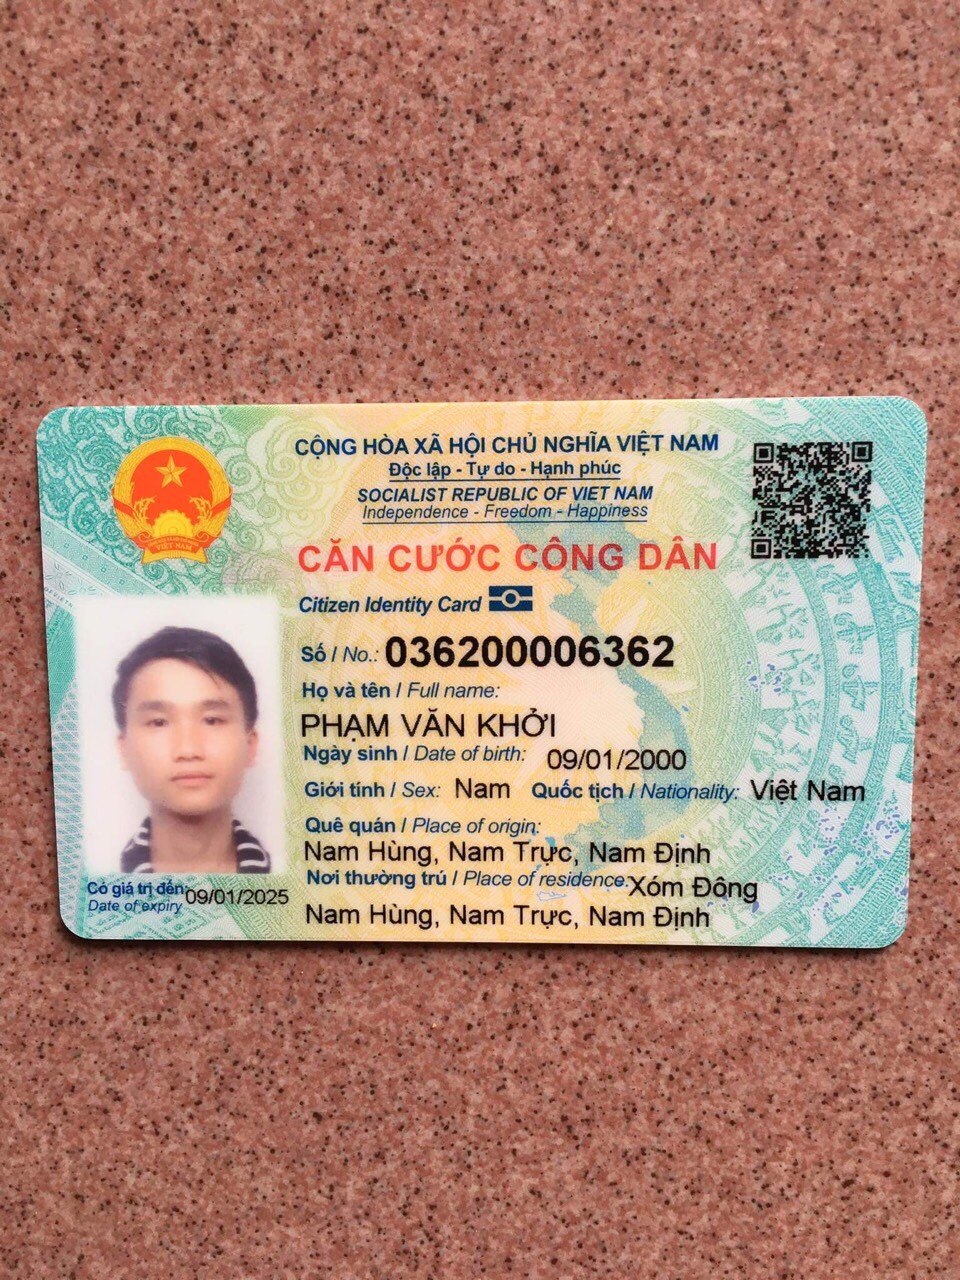 CỘNG HÒA XÃ HỘI CHỦ NGHĨA VIỆT NAM
Độc lập - Tự do - Hạnh phúc
SOCIALIST REPUBLIC OF VIET NAM
Independence - Freedom - Happiness
CĂN CƯỚC CÔNG DÂN
Citizen Identity Card
Số / No.: 036200006362
Họ và tên / Full name:
PHẠM VĂN KHỞI
Ngày sinh / Date of birth: 09/01/2000
Giới tính / Sex: Nam Quốc tịch / Nationality: Việt Nam
Quê quán / Place of origin:
Nam Hùng, Nam Trực, Nam Định
Nơi thường trú / Place of residence: Xóm Đông
Nam Hùng, Nam Trực, Nam Định
Có giá trị đến: 09/01/2025
Date of expiry
VIỆT NAM